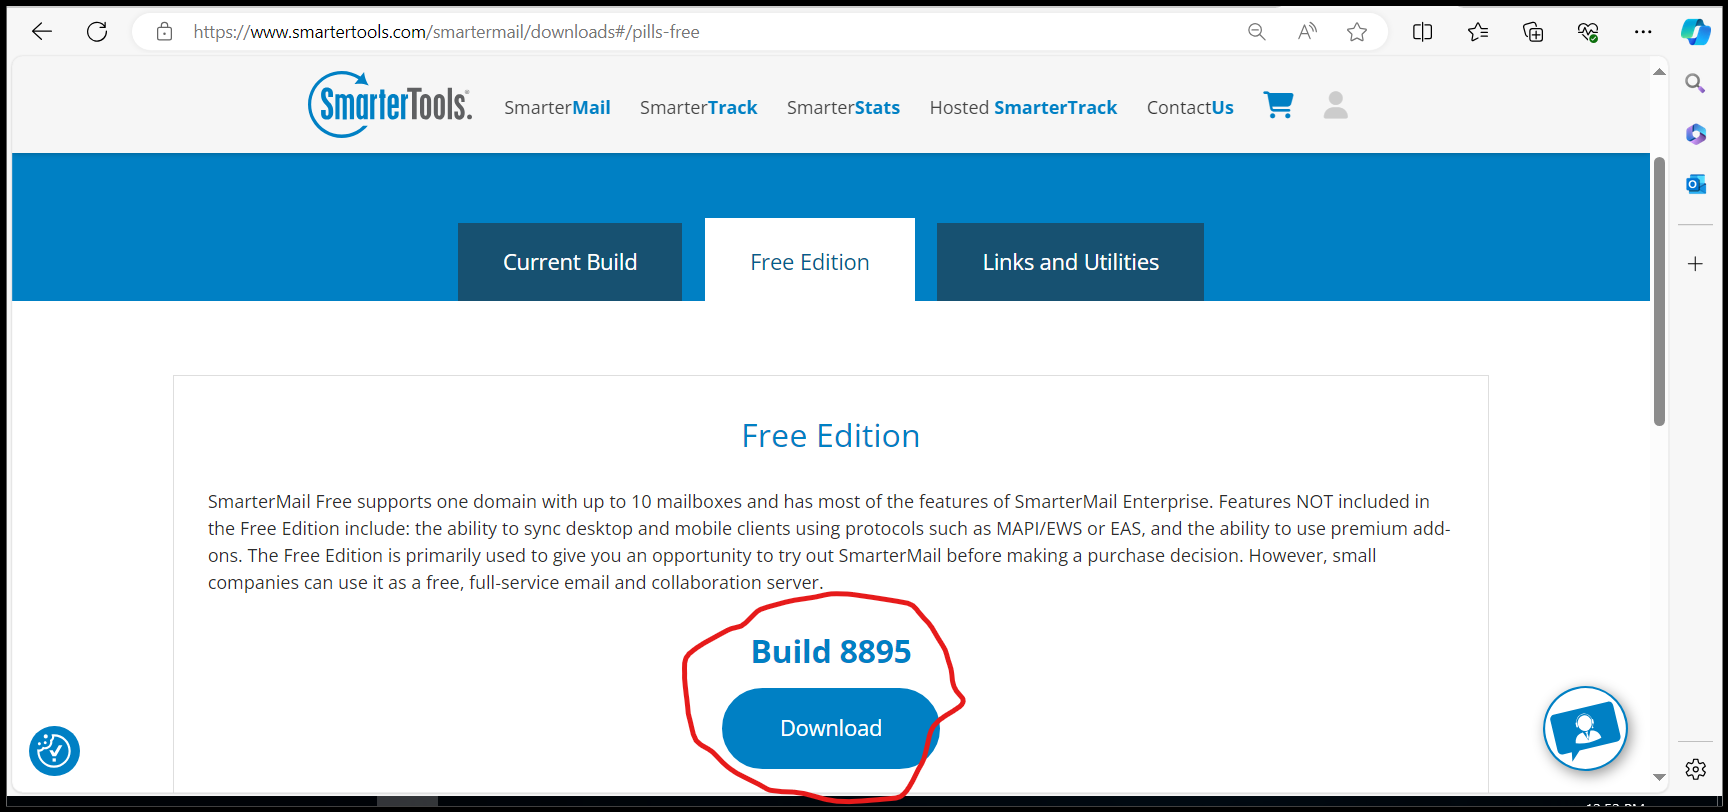 https://www.smartertools.com/smartermail/downloads#/pills-free
SmarterTools.
SmarterMail SmarterTrack SmarterStats Hosted SmarterTrack ContactUs
Current Build
Free Edition
Links and Utilities
Free Edition
SmarterMail Free supports one domain with up to 10 mailboxes and has most of the features of SmarterMail Enterprise. Features NOT included in
the Free Edition include: the ability to sync desktop and mobile clients using protocols such as MAPI/EWS or EAS, and the ability to use premium add-
ons. The Free Edition is primarily used to give you an opportunity to try out SmarterMail before making a purchase decision. However, small
companies can use it as a free, full-service email and collaboration server.
Build 8895
Download